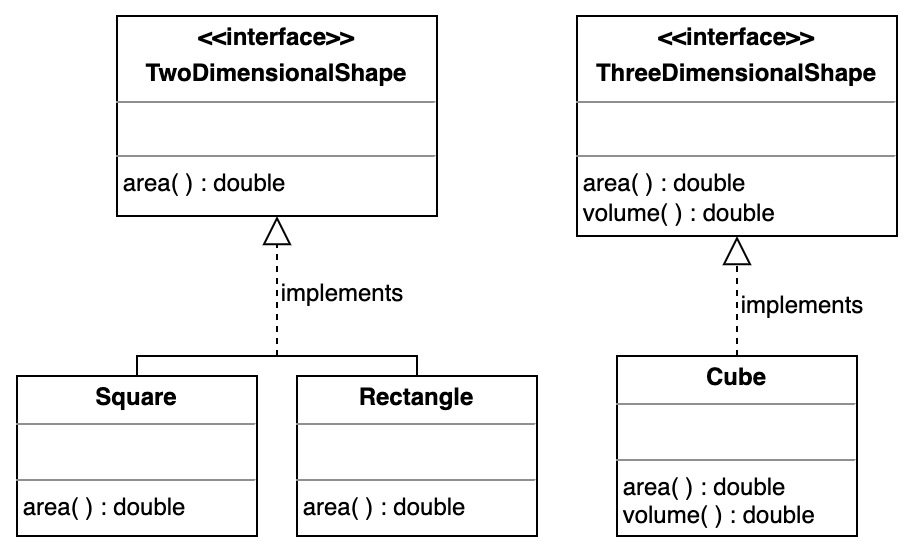 <<interface>>
TwoDimensionalShape
area( ) : double
<<interface>>
ThreeDimensionalShape
area( ) : double
volume( ) : double
implements
implements
Square
area( ) : double
Rectangle
area( ) : double
Cube
area( ) : double
volume( ) : double